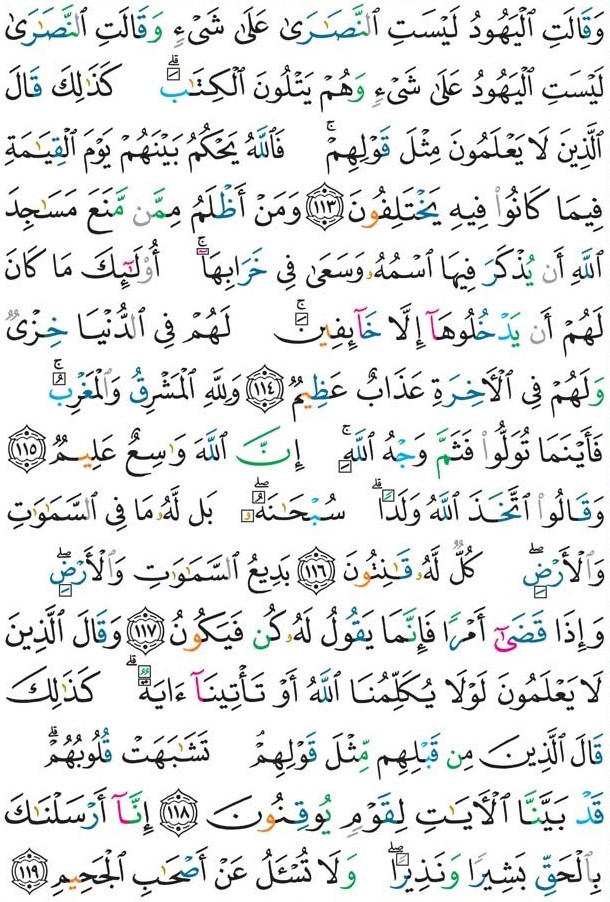 وَقَالَتِ ٱلْيَهُودُ لَيْسَتِ ٱلنَّصَـٰرَىٰ عَلَىٰ شَىْءٍ وَقَالَتِ ٱلنَّصَـٰرَىٰ
لَيْسَتِ ٱلْيَهُودُ عَلَىٰ شَىْءٍ وَهُمْ يَتْلُونَ ٱلْكِتَـٰبَ ۗ كَذَٰلِكَ قَالَ
ٱلَّذِينَ لَا يَعْلَمُونَ مِثْلَ قَوْلِهِمْ ۚ فَٱللَّهُ يَحْكُمُ بَيْنَهُمْ يَوْمَ ٱلْقِيَـٰمَةِ
فِيمَا كَانُوا۟ فِيهِ يَخْتَلِفُونَ ١١٣ وَمَنْ أَظْلَمُ مِمَّن مَّنَعَ مَسَـٰجِدَ
ٱللَّهِ أَن يُذْكَرَ فِيهَا ٱسْمُهُۥ وَسَعَىٰ فِى خَرَابِهَآ ۚ أُو۟لَـٰٓئِكَ مَا كَانَ
لَهُمْ أَن يَدْخُلُوهَآ إِلَّا خَآئِفِينَ ۚ لَهُمْ فِى ٱلدُّنْيَا خِزْىٌ
وَلَهُمْ فِى ٱلْـَٔاخِرَةِ عَذَابٌ عَظِيمٌ ١١٤ وَلِلَّهِ ٱلْمَشْرِقُ وَٱلْمَغْرِبُ ۚ
فَأَيْنَمَا تُوَلُّوا۟ فَثَمَّ وَجْهُ ٱللَّهِ ۚ إِنَّ ٱللَّهَ وَٰسِعٌ عَلِيمٌ ١١٥
وَقَالُوا۟ ٱتَّخَذَ ٱللَّهُ وَلَدًا ۗ سُبْحَـٰنَهُۥ ۖ بَل لَّهُۥ مَا فِى ٱلسَّمَـٰوَٰتِ
وَٱلْأَرْضِ ۖ كُلٌّ لَّهُۥ قَـٰنِتُونَ ١١٦ بَدِيعُ ٱلسَّمَـٰوَٰتِ وَٱلْأَرْضِ ۖ
وَإِذَا قَضَىٰٓ أَمْرًا فَإِنَّمَا يَقُولُ لَهُۥ كُن فَيَكُونُ ١١٧ وَقَالَ ٱلَّذِينَ
لَا يَعْلَمُونَ لَوْلَا يُكَلِّمُنَا ٱللَّهُ أَوْ تَأْتِينَآ ءَايَةٌ ۗ كَذَٰلِكَ
قَالَ ٱلَّذِينَ مِن قَبْلِهِم مِّثْلَ قَوْلِهِمْ ۘ تَشَـٰبَهَتْ قُلُوبُهُمْ ۗ
قَدْ بَيَّنَّا ٱلْـَٔايَـٰتِ لِقَوْمٍ يُوقِنُونَ ١١٨ إِنَّآ أَرْسَلْنَـٰكَ
بِٱلْحَقِّ بَشِيرًا وَنَذِيرًا ۖ وَلَا تُسْـَٔلُ عَنْ أَصْحَـٰبِ ٱلْجَحِيمِ ١١٩